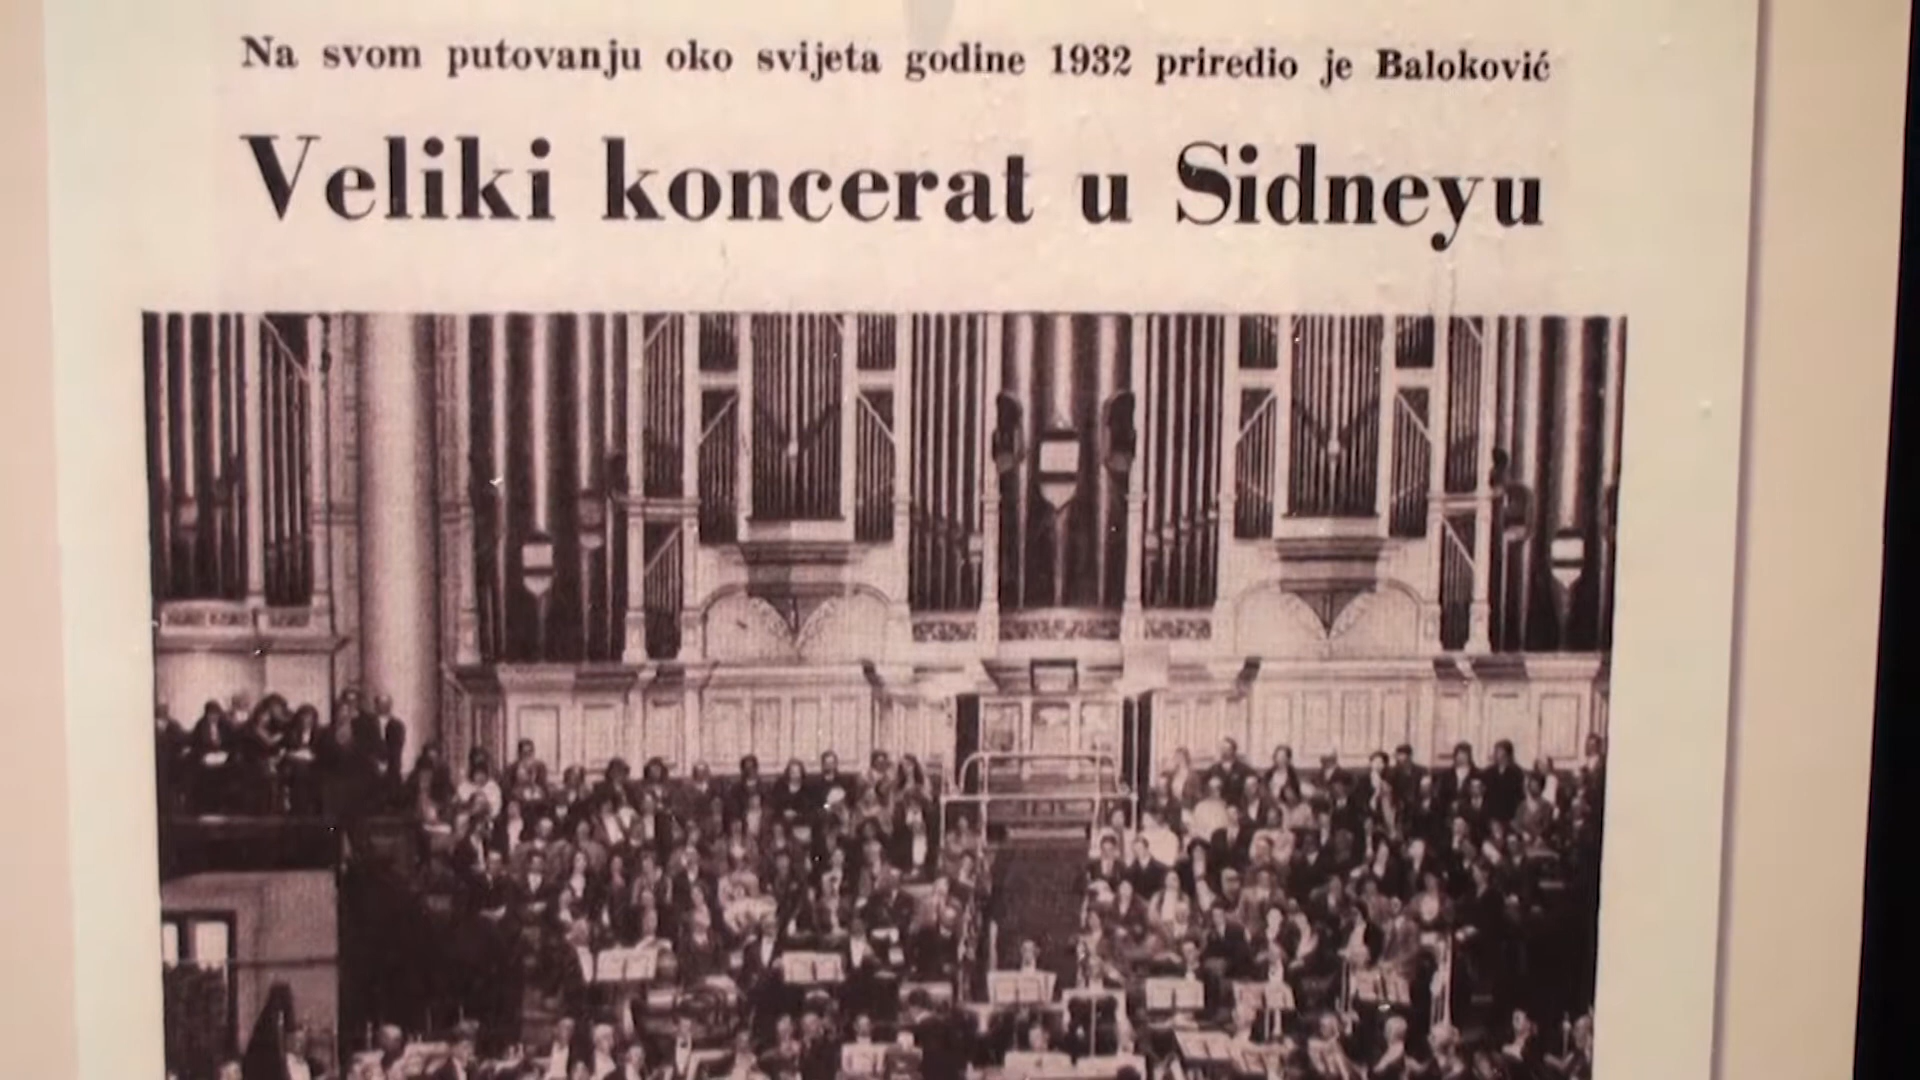 Na svom putovanju oko svijeta godine 1932 priredio je Baloković
Veliki koncerat u Sidneyu